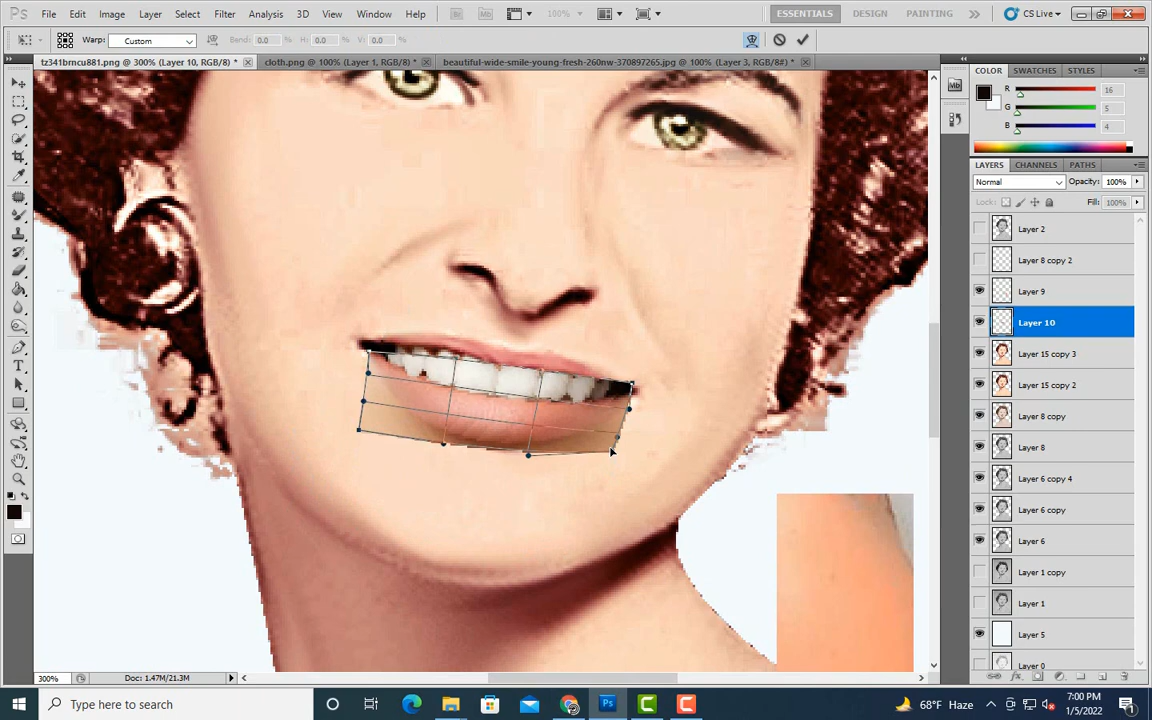 Ps File Edit Image Layer Select Filter Analysis 3D View Window Help Br Mb 100% ESSENTIALS DESIGN PAINTING CS Live
Warp: Custom Bend: 0.0 % H: 0.0 % V: 0.0 %
tz341brncu881.png @ 300% (Layer 10, RGB/8) * cloth.png @ 100% (Layer 1, RGB/8) * beautiful-wide-smile-young-fresh-260nw-370897265.jpg @ 100% (Layer 3, RGB/8#) *
COLOR SWATCHES STYLES
Mb
R 16
G 5
B 4
LAYERS CHANNELS PATHS
Normal Opacity: 100%
Lock: Fill: 100%
Layer 2
Layer 8 copy 2
Layer 9
Layer 10
Layer 15 copy 3
Layer 15 copy 2
Layer 8 copy
Layer 8
Layer 6 copy 4
Layer 6 copy
Layer 6
Layer 1 copy
Layer 1
Layer 5
Layer 0
300% Doc: 1.47M/21.3M
Type here to search
Ps
68°F Haze
7:00 PM
1/5/2022